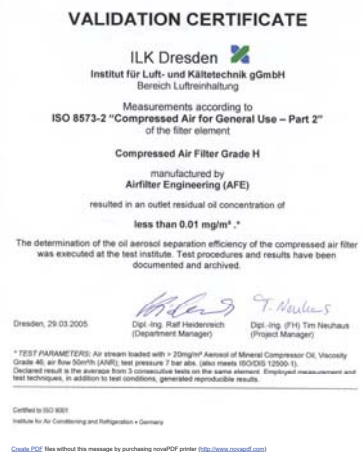 VALIDATION CERTIFICATE
ILK Dresden
Institut für Luft- und Kältetechnik gGmbH
Bereich Luftreinhaltung
Measurements according to
ISO 8573-2 "Compressed Air for General Use – Part 2"
of the filter element
Compressed Air Filter Grade H
manufactured by
Airfilter Engineering (AFE)
resulted in an outlet residual oil concentration of
less than 0.01 mg/m³ .*
The determination of the oil aerosol separation efficiency of the compressed air filter
was executed at the test institute. Test procedures and results have been
documented and archived.
T. Neuhaus
Dresden, 29.03.2005
Dipl.-Ing. Ralf Heidenreich
(Department Manager)
Dipl.-Ing. (FH) Tim Neuhaus
(Project Manager)
* TEST PARAMETERS: Air stream loaded with > 20mg/m³ Aerosol of Mineral Compressor Oil, Viscosity
Grade 46; air flow 50m³/h (ANR); test pressure 7 bar abs. (also meets ISO/DIS 12500-1).
Declared result is the average from 3 consecutive tests on the same element. Employed measurement and
test techniques, in addition to test conditions, generated reproducible results.
Certified to ISO 9001
Institute for Air Conditioning and Refrigeration • Germany
Create PDF files without this message by purchasing novaPDF printer (http://www.novapdf.com)